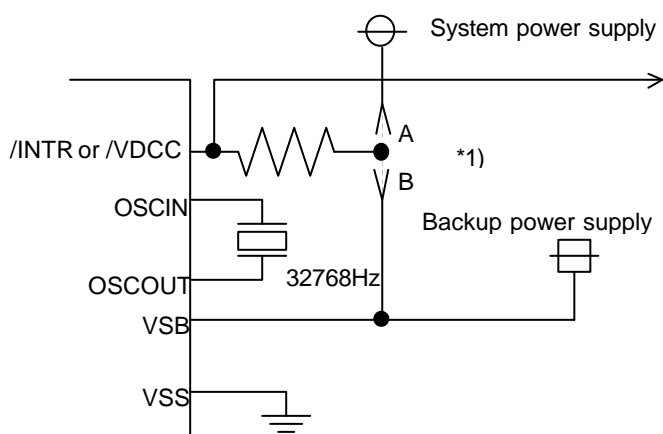 System power supply
A
/INTR or /VDCC
*1)
B
OSCIN
Backup power supply
32768Hz
OSCOUT
VSB
VSS